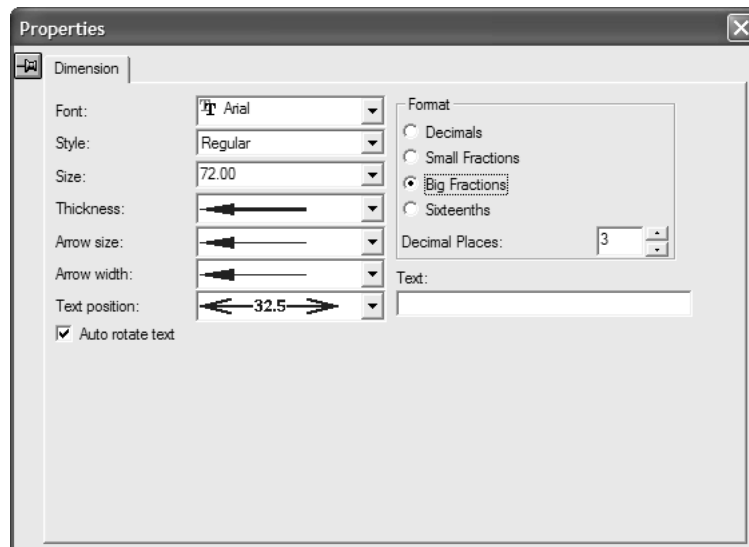 Properties
Dimension
Font:
Arial
Style:
Regular
Size:
72.00
Thickness:
Arrow size:
Arrow width:
Text position:
32.5
Auto rotate text
Format
Decimals
Small Fractions
Big Fractions
Sixteenths
Decimal Places:
3
Text: